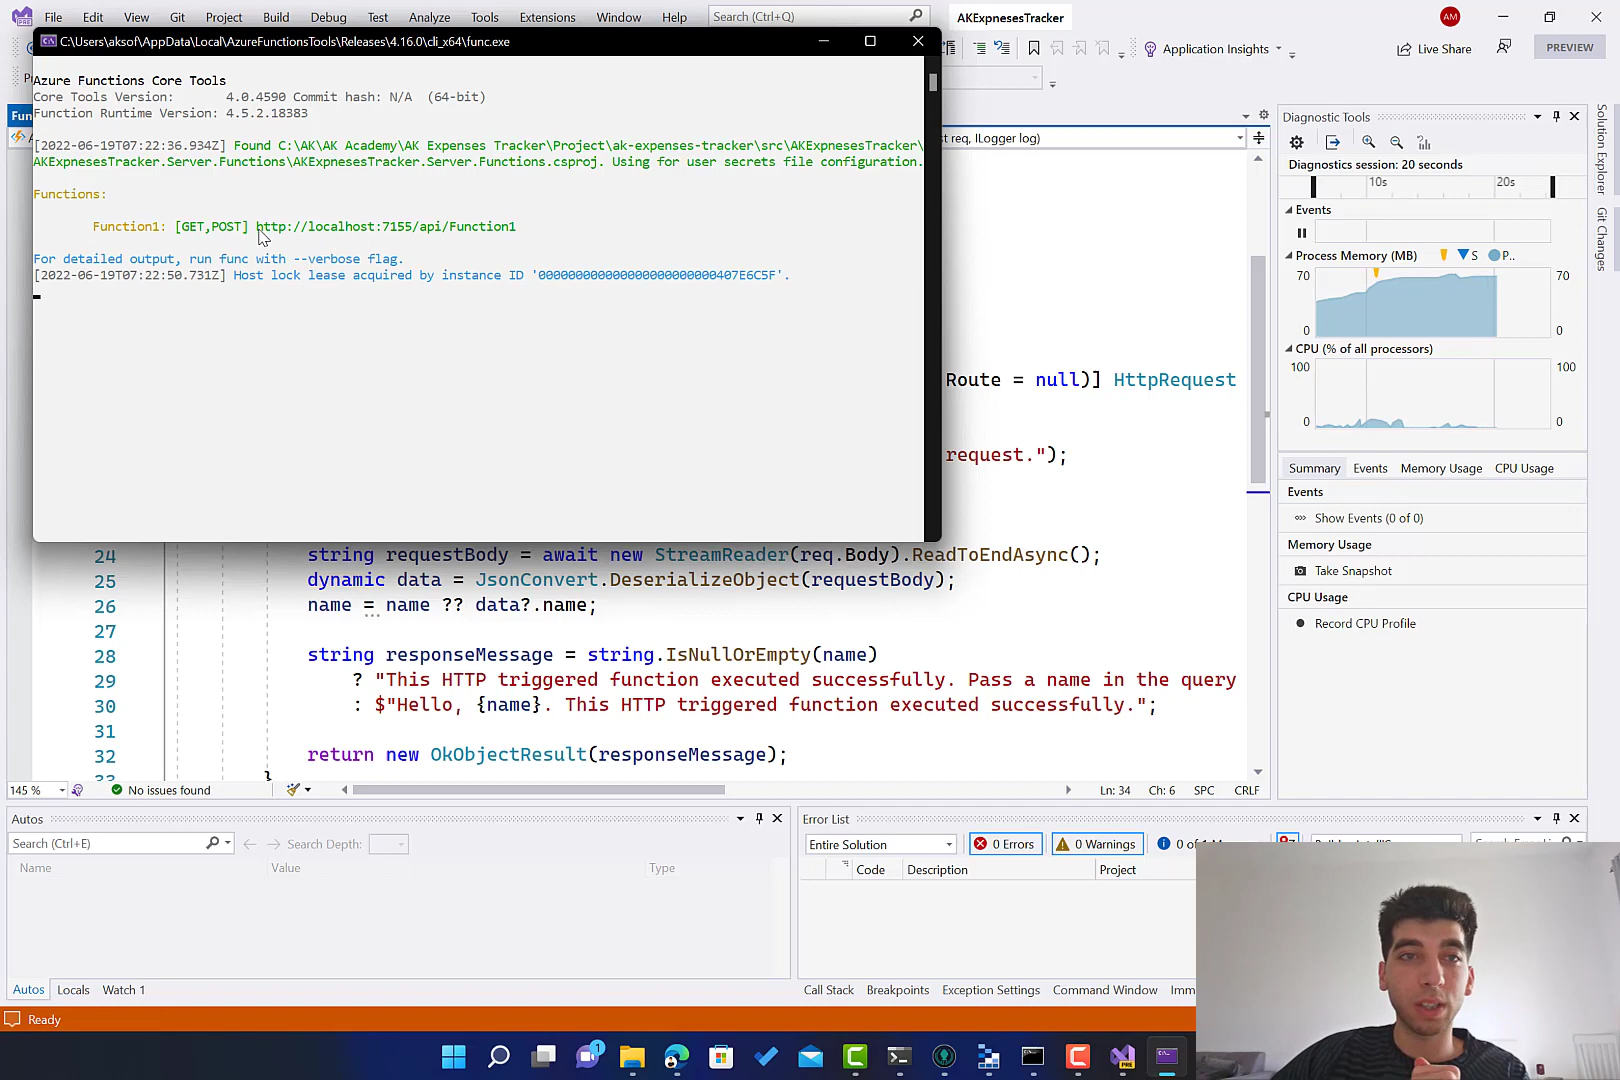 File Edit View Git Project Build Debug Test Analyze Tools Extensions Window Help Search (Ctrl+Q) AKExpnesesTracker AM
C:\Users\aksof\AppData\Local\AzureFunctionsTools\Releases\4.16.0\cli_x64\func.exe
Application Insights Live Share PREVIEW
Azure Functions Core Tools
Core Tools Version: 4.0.4590 Commit hash: N/A (64-bit)
Function Runtime Version: 4.5.2.18383
[2022-06-19T07:22:36.934Z] Found C:\AK\AK Academy\AK Expenses Tracker\Project\ak-expenses-tracker\src\AKExpnesesTracker\
AKExpnesesTracker.Server.Functions\AKExpnesesTracker.Server.Functions.csproj. Using for user secrets file configuration.
Functions:
Function1: [GET,POST] http://localhost:7155/api/Function1
For detailed output, run func with --verbose flag.
[2022-06-19T07:22:50.731Z] Host lock lease acquired by instance ID '000000000000000000000000407E6C5F'.
Fun
st req, ILogger log)
Route = null)] HttpRequest
request.");
24 string requestBody = await new StreamReader(req.Body).ReadToEndAsync();
25 dynamic data = JsonConvert.DeserializeObject(requestBody);
26 name = name ?? data?.name;
27
28 string responseMessage = string.IsNullOrEmpty(name)
29 ? "This HTTP triggered function executed successfully. Pass a name in the query
30 : $"Hello, {name}. This HTTP triggered function executed successfully.";
31
32 return new OkObjectResult(responseMessage);
33 }
145 % No issues found Ln: 34 Ch: 6 SPC CRLF
Diagnostic Tools
Diagnostics session: 20 seconds
10s 20s
Events
Process Memory (MB) S P..
70 70
0 0
CPU (% of all processors)
100 100
0 0
Summary Events Memory Usage CPU Usage
Events
Show Events (0 of 0)
Memory Usage
Take Snapshot
CPU Usage
Record CPU Profile
Solution Explorer
Git Changes
Autos
Search (Ctrl+E) Search Depth:
Name Value Type
Autos Locals Watch 1
Error List
Entire Solution 0 Errors 0 Warnings
Code Description Project
Call Stack Breakpoints Exception Settings Command Window Imm
Ready
1